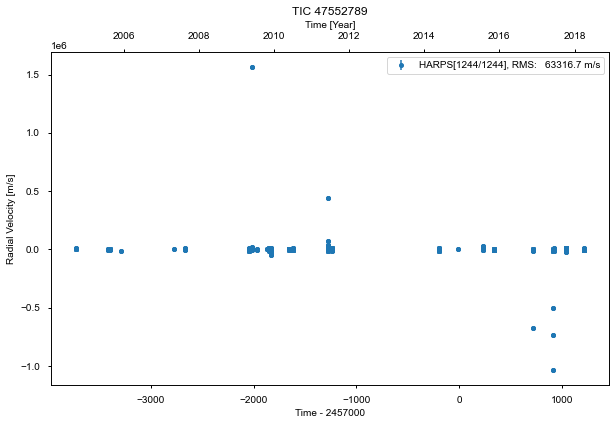 TIC 47552789
Time [Year]
2006 2008 2010 2012 2014 2016 2018
1e6
HARPS[1244/1244], RMS: 63316.7 m/s
1.5
1.0
0.5
0.0
−0.5
−1.0
Radial Velocity [m/s]
−3000 −2000 −1000 0 1000
Time - 2457000